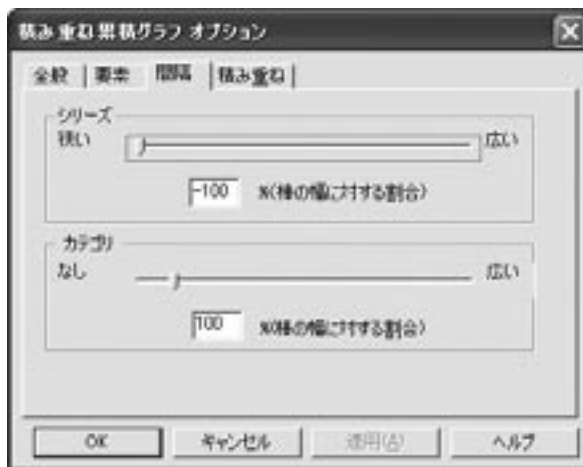 積み重ね累積グラフ オプション
全般 要素 間隔 積み重ね
シリーズ
狭い 広い
-100 %(棒の幅に対する割合)
カテゴリ
なし 広い
100 %(棒の幅に対する割合)
OK キャンセル 適用(A) ヘルプ